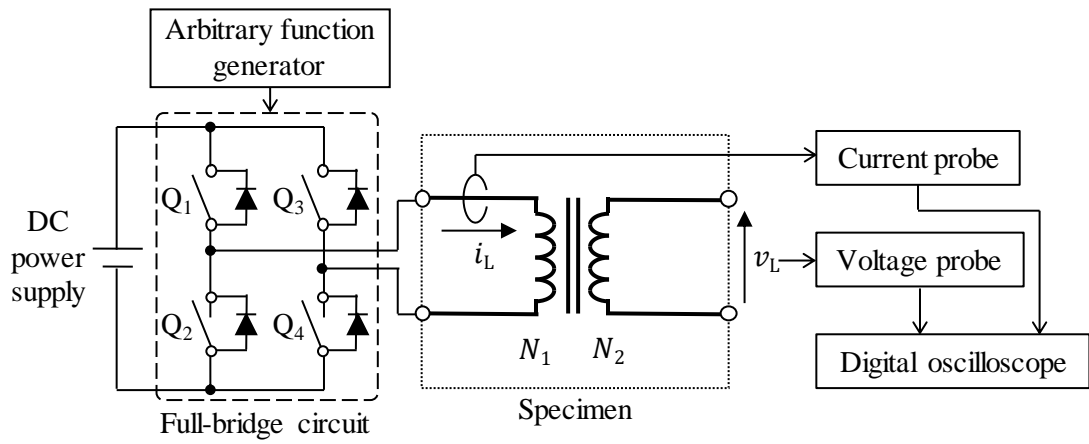 Arbitrary function
generator
DC
power
supply
Q1
Q3
Q2
Q4
Full-bridge circuit
iL
N1
N2
Specimen
vL
Current probe
Voltage probe
Digital oscilloscope